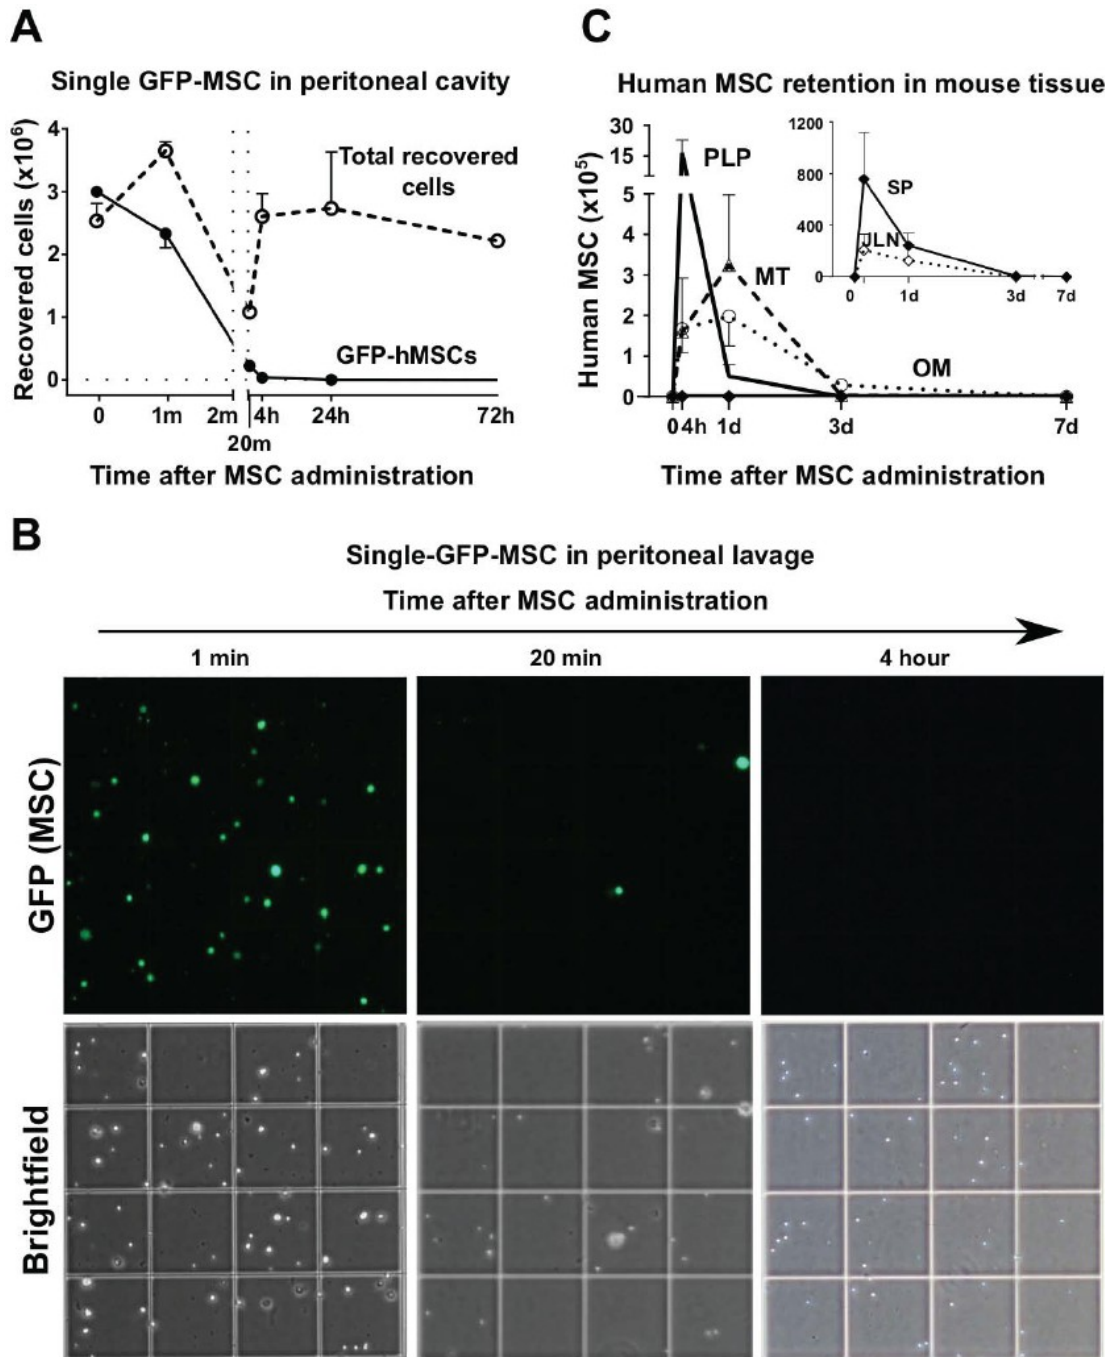 A
Single GFP-MSC in peritoneal cavity
Recovered cells (x10⁶)
4
3
2
1
0
Total recovered
cells
GFP-hMSCs
0 1m 2m 4h 24h 72h
20m
Time after MSC administration
C
Human MSC retention in mouse tissue
Human MSC (x10⁵)
30
15
5
4
3
2
1
0
PLP
MT
OM
0 4h 1d 3d 7d
Time after MSC administration
1200
800
400
0
SP
JLN
0 1d 3d 7d
B
Single-GFP-MSC in peritoneal lavage
Time after MSC administration
1 min 20 min 4 hour
GFP (MSC)
Brightfield